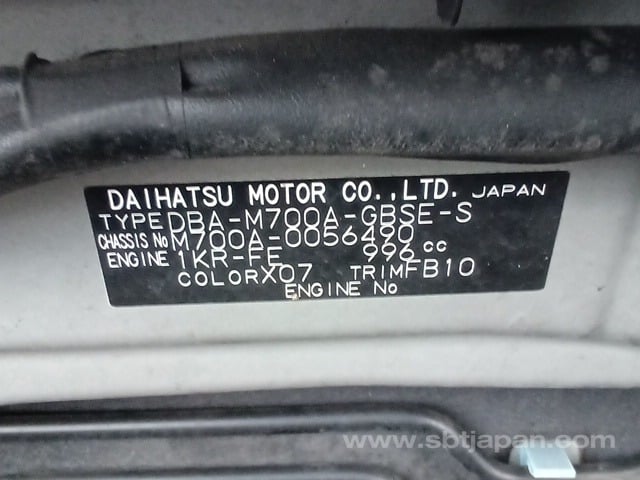 DAIHATSU MOTOR CO.,LTD. JAPAN
TYPE DBA-M700A-GBSE-S
CHASSIS No M700A-0056490
ENGINE 1KR-FE 996 cc
COLOR X07 TRIM FB10
ENGINE No
www.sbtjapan.com